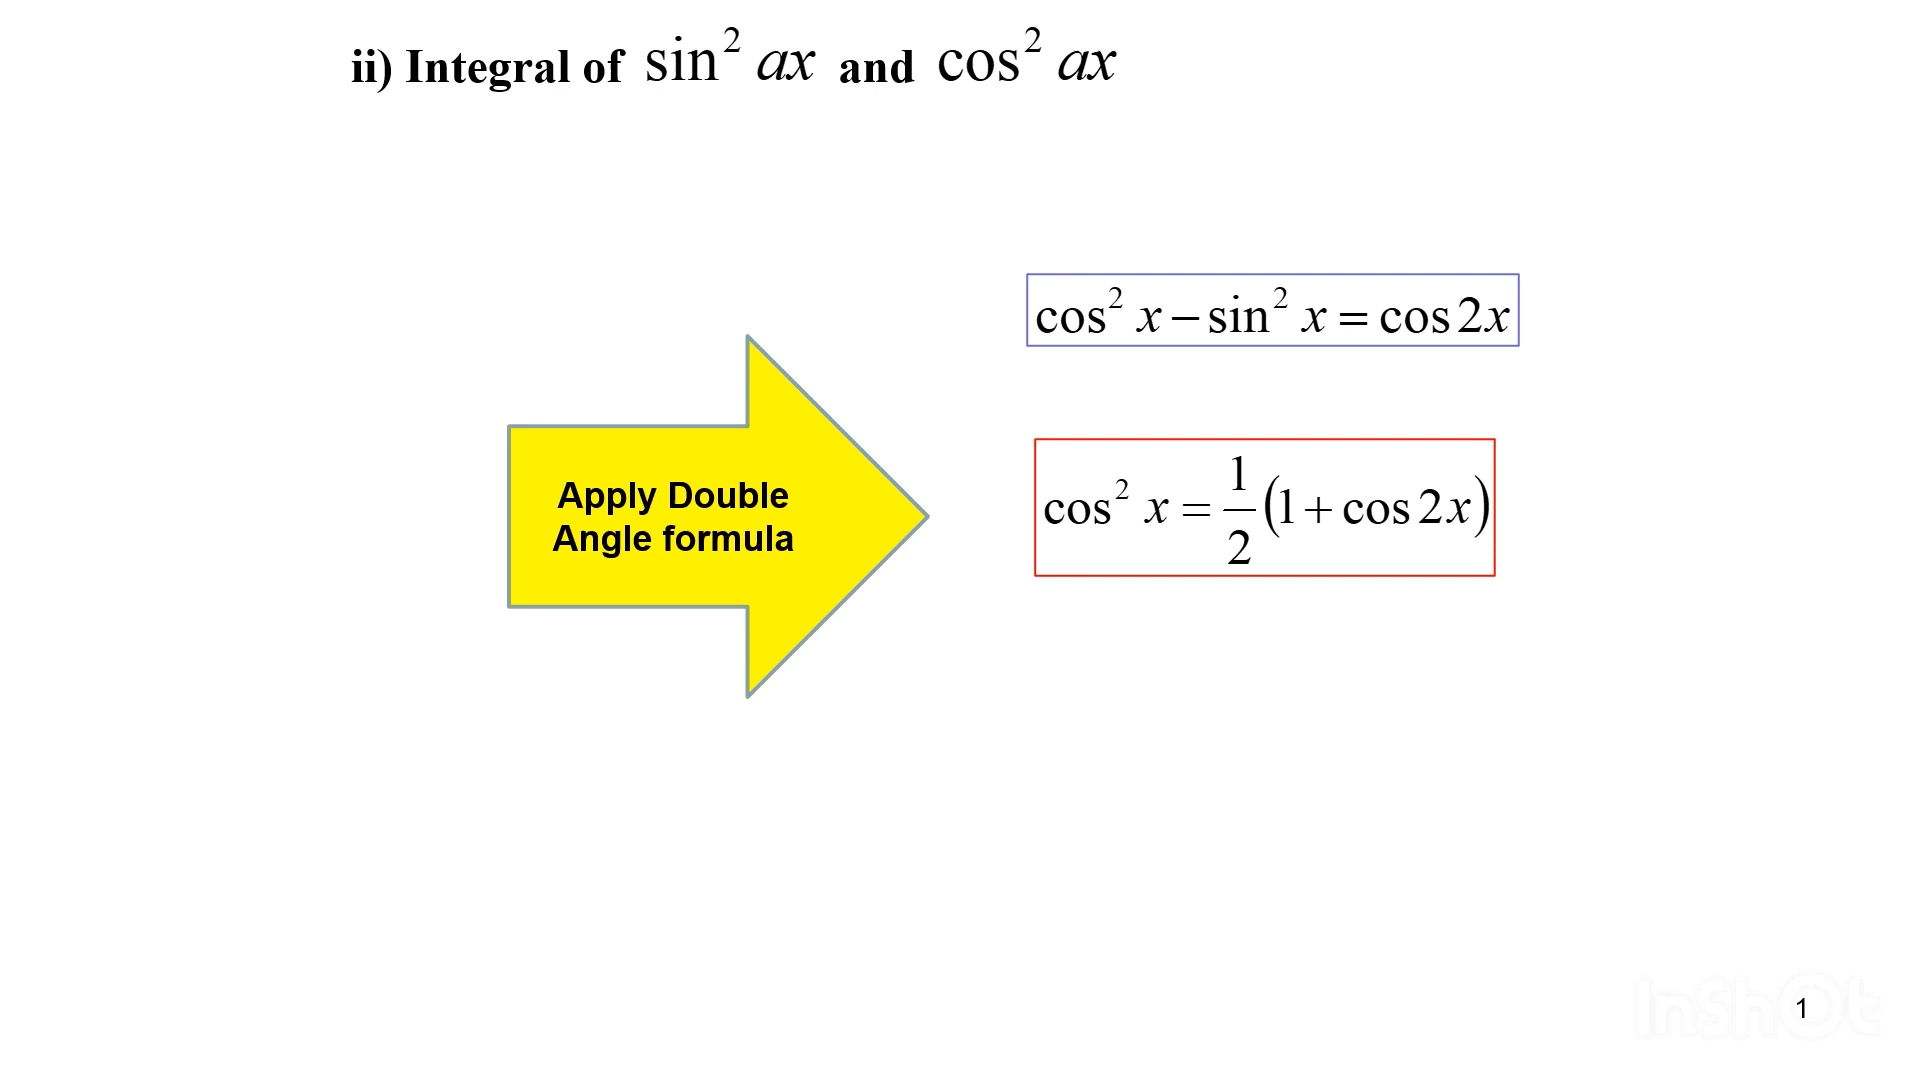 ii) Integral of sin² ax and cos² ax
cos² x − sin² x = cos 2x
Apply Double
Angle formula
cos² x = 1/2 (1 + cos 2x)
InShOt
1